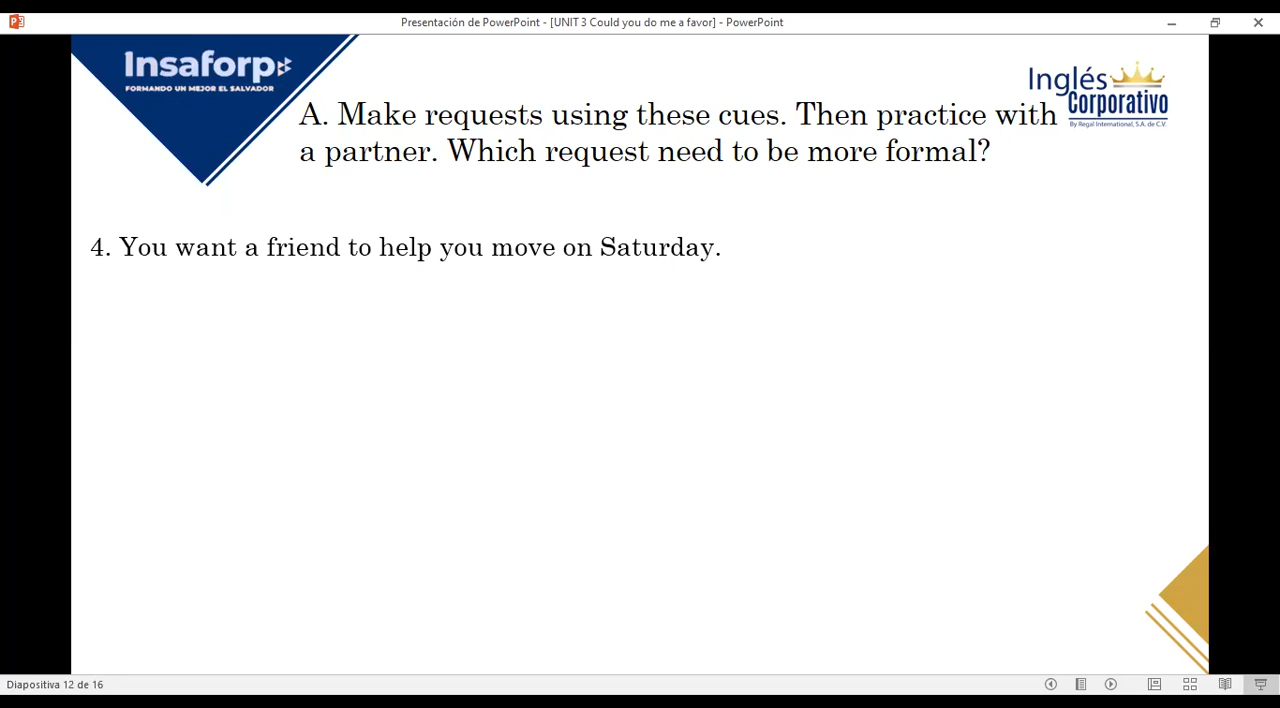 Presentación de PowerPoint - [UNIT 3 Could you do me a favor] - PowerPoint
Insaforp
FORMANDO UN MEJOR EL SALVADOR
Inglés
Corporativo
By Regal International, S.A. de C.V.
A. Make requests using these cues. Then practice with
a partner. Which request need to be more formal?
4. You want a friend to help you move on Saturday.
Diapositiva 12 de 16